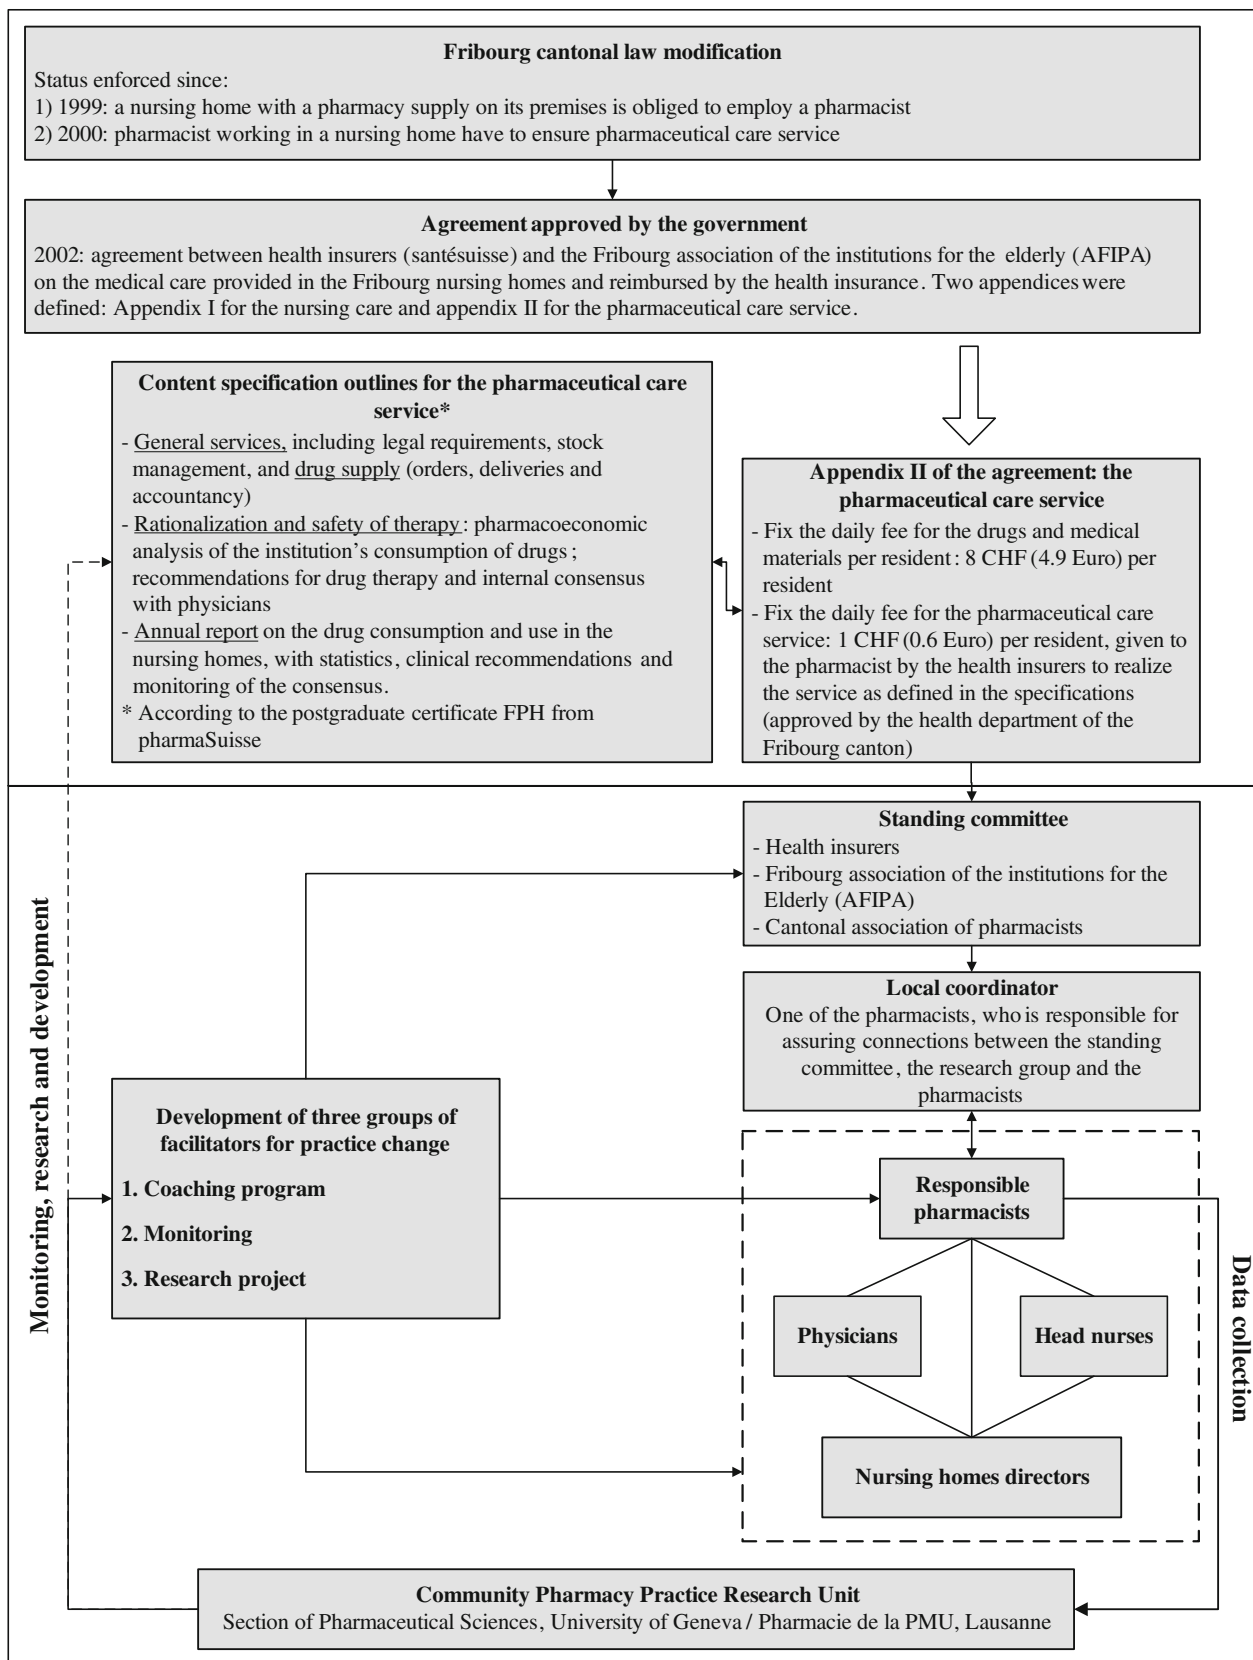 Fribourg cantonal law modification
Status enforced since:
1) 1999: a nursing home with a pharmacy supply on its premises is obliged to employ a pharmacist
2) 2000: pharmacist working in a nursing home have to ensure pharmaceutical care service
Agreement approved by the government
2002: agreement between health insurers (santésuisse) and the Fribourg association of the institutions for the elderly (AFIPA)
on the medical care provided in the Fribourg nursing homes and reimbursed by the health insurance. Two appendices were
defined: Appendix I for the nursing care and appendix II for the pharmaceutical care service.
Content specification outlines for the pharmaceutical care
service*
- General services, including legal requirements, stock
management, and drug supply (orders, deliveries and
accountancy)
- Rationalization and safety of therapy: pharmacoeconomic
analysis of the institution's consumption of drugs;
recommendations for drug therapy and internal consensus
with physicians
- Annual report on the drug consumption and use in the
nursing homes, with statistics, clinical recommendations and
monitoring of the consensus.
* According to the postgraduate certificate FPH from
pharmaSuisse
Appendix II of the agreement: the
pharmaceutical care service
- Fix the daily fee for the drugs and medical
materials per resident: 8 CHF (4.9 Euro) per
resident
- Fix the daily fee for the pharmaceutical care
service: 1 CHF (0.6 Euro) per resident, given to
the pharmacist by the health insurers to realize
the service as defined in the specifications
(approved by the health department of the
Fribourg canton)
Standing committee
- Health insurers
- Fribourg association of the institutions for the
Elderly (AFIPA)
- Cantonal association of pharmacists
Local coordinator
One of the pharmacists, who is responsible for
assuring connections between the standing
committee, the research group and the
pharmacists
Monitoring, research and development
Development of three groups of
facilitators for practice change
1. Coaching program
2. Monitoring
3. Research project
Responsible
pharmacists
Physicians
Head nurses
Nursing homes directors
Data collection
Community Pharmacy Practice Research Unit
Section of Pharmaceutical Sciences, University of Geneva / Pharmacie de la PMU, Lausanne